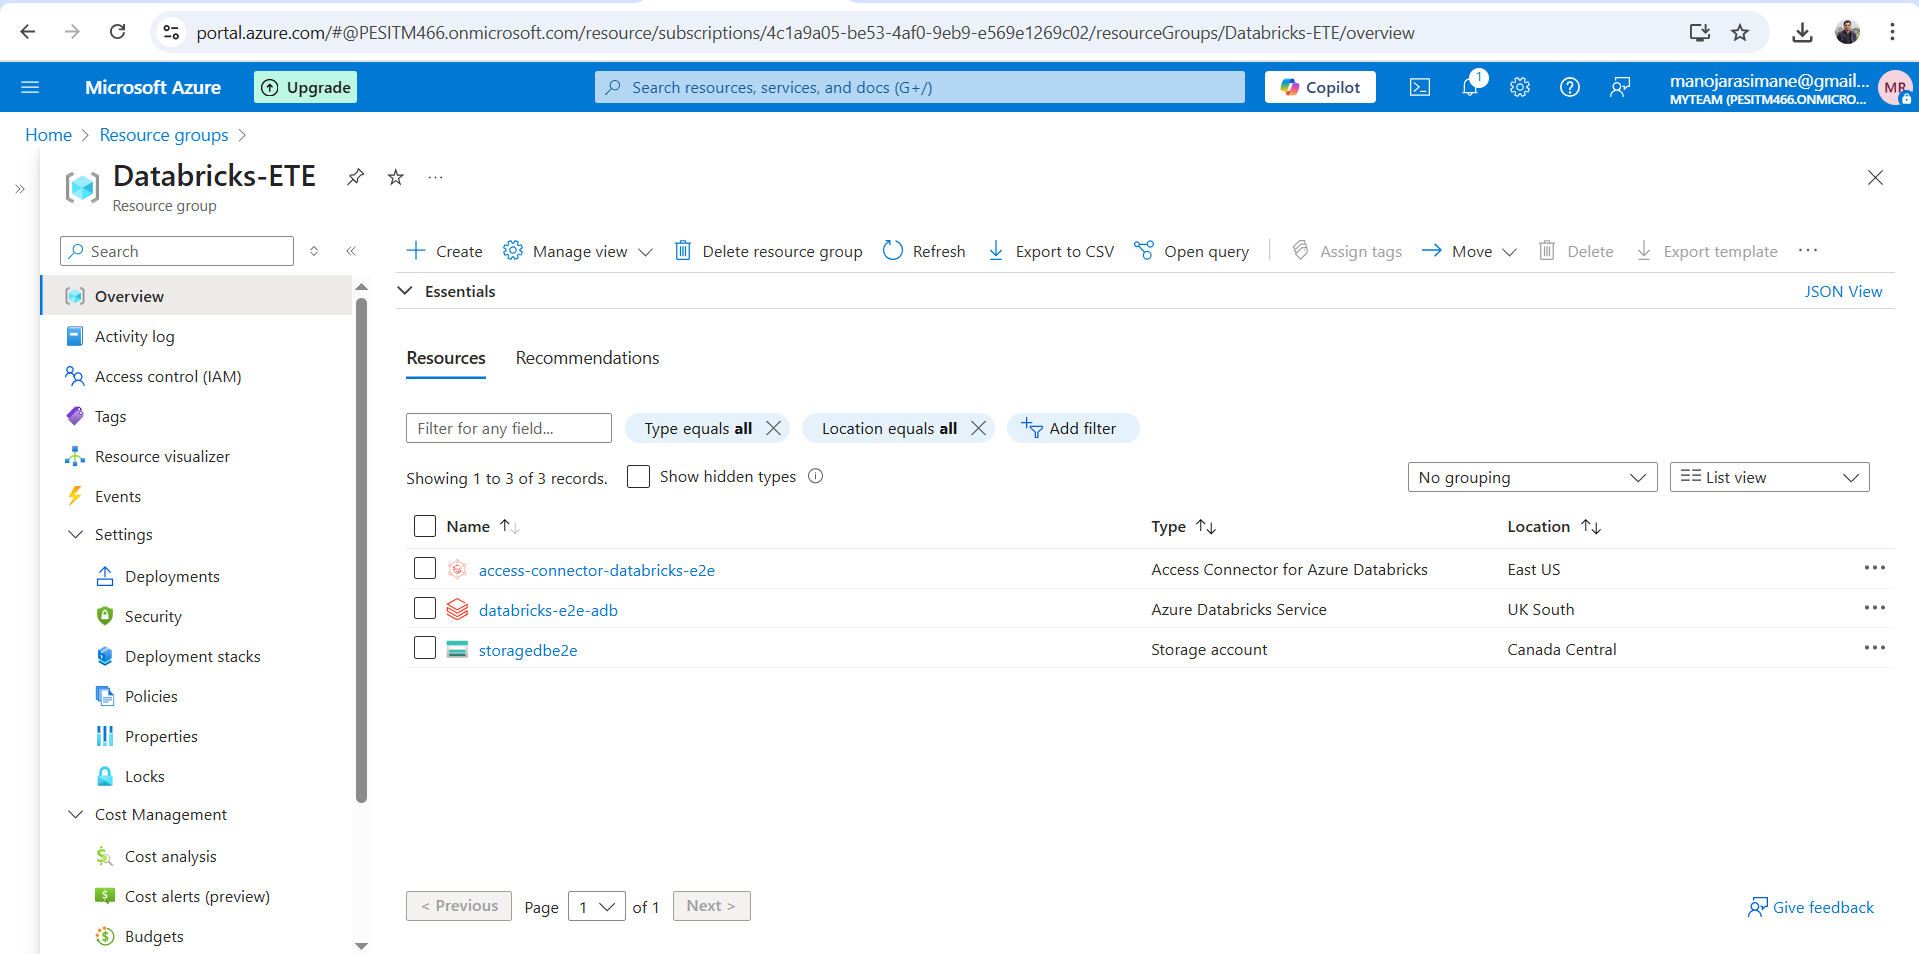 portal.azure.com/#@PESITM466.onmicrosoft.com/resource/subscriptions/4c1a9a05-be53-4af0-9eb9-e569e1269c02/resourceGroups/Databricks-ETE/overview
Microsoft Azure
Upgrade
Search resources, services, and docs (G+/)
Copilot
1
manojarasimane@gmail...
MYTEAM (PESITM466.ONMICRO...
MR
Home > Resource groups >
Databricks-ETE
Resource group
Search
Create
Manage view
Delete resource group
Refresh
Export to CSV
Open query
Assign tags
Move
Delete
Export template
Overview
Activity log
Access control (IAM)
Tags
Resource visualizer
Events
Settings
Deployments
Security
Deployment stacks
Policies
Properties
Locks
Cost Management
Cost analysis
Cost alerts (preview)
Budgets
Essentials
JSON View
Resources
Recommendations
Filter for any field...
Type equals all
Location equals all
Add filter
Showing 1 to 3 of 3 records.
Show hidden types
No grouping
List view
Name Type Location
access-connector-databricks-e2e Access Connector for Azure Databricks East US
databricks-e2e-adb Azure Databricks Service UK South
storagedbe2e Storage account Canada Central
< Previous
Page 1 of 1
Next >
Give feedback